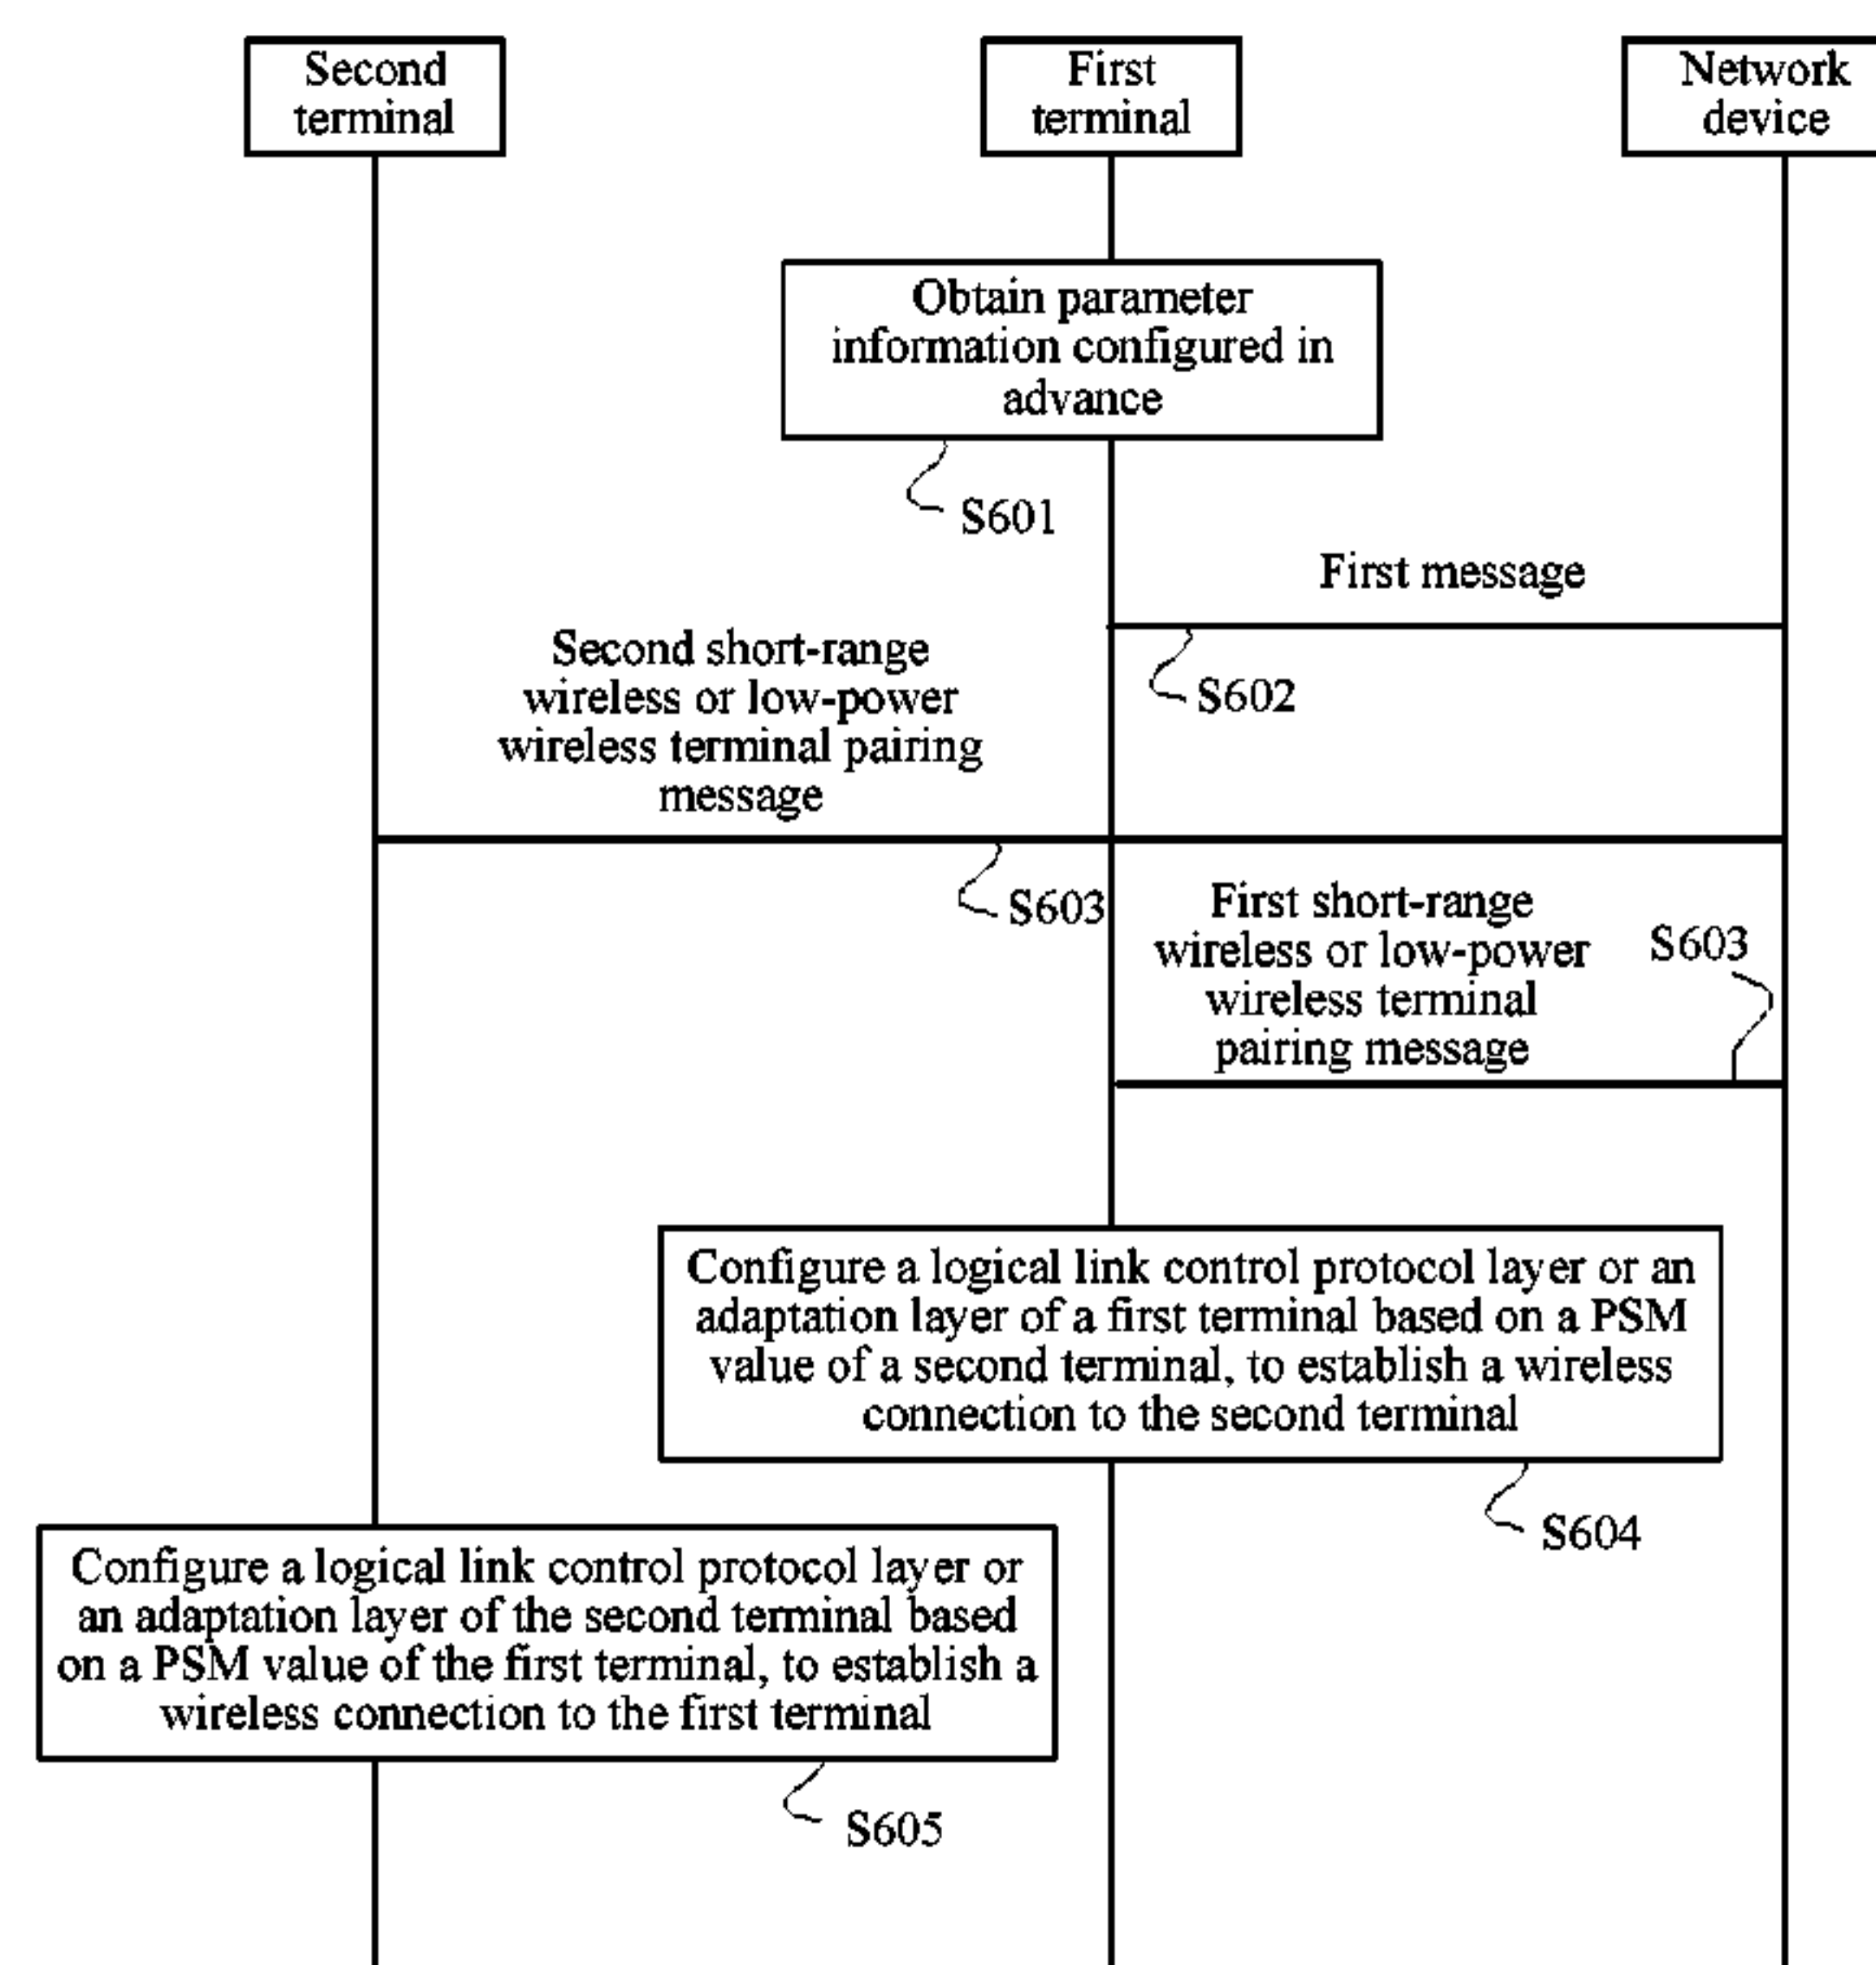 Second
terminal
First
terminal
Network
device
Obtain parameter
information configured in
advance
S601
First message
S602
Second short-range
wireless or low-power
wireless terminal pairing
message
S603
First short-range
wireless or low-power
wireless terminal
pairing message
S603
Configure a logical link control protocol layer or an
adaptation layer of a first terminal based on a PSM
value of a second terminal, to establish a wireless
connection to the second terminal
S604
Configure a logical link control protocol layer or
an adaptation layer of the second terminal based
on a PSM value of the first terminal, to establish a
wireless connection to the first terminal
S605